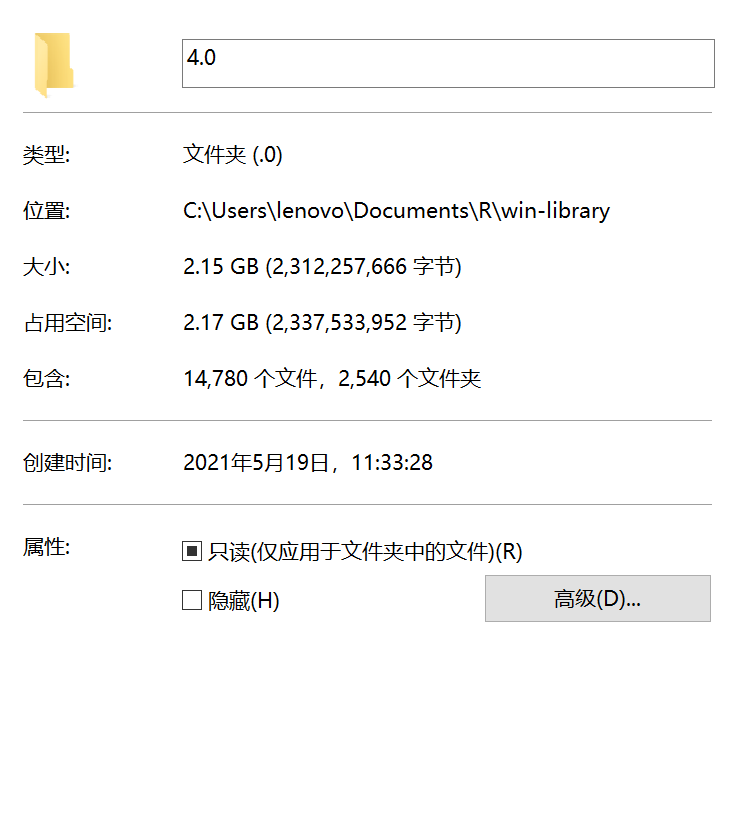 4.0
类型: 文件夹 (.0)
位置: C:\Users\lenovo\Documents\R\win-library
大小: 2.15 GB (2,312,257,666 字节)
占用空间: 2.17 GB (2,337,533,952 字节)
包含: 14,780 个文件，2,540 个文件夹
创建时间: 2021年5月19日，11:33:28
属性: 只读(仅应用于文件夹中的文件)(R)
隐藏(H) 高级(D)...